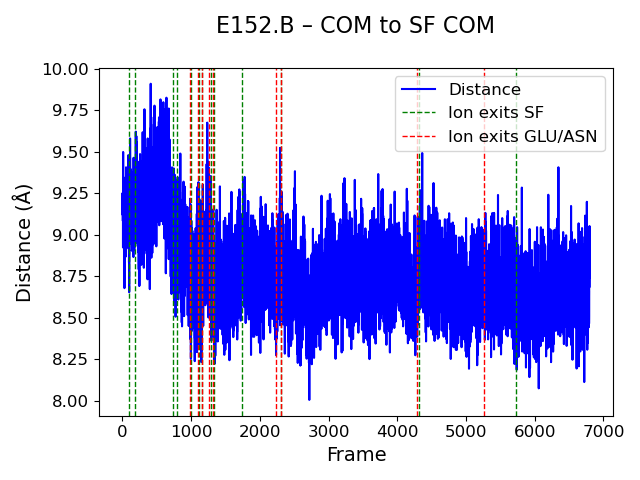 E152.B – COM to SF COM
Distance (Å)
10.00
9.75
9.50
9.25
9.00
8.75
8.50
8.25
8.00
Distance
Ion exits SF
Ion exits GLU/ASN
0
1000
2000
3000
4000
5000
6000
7000
Frame